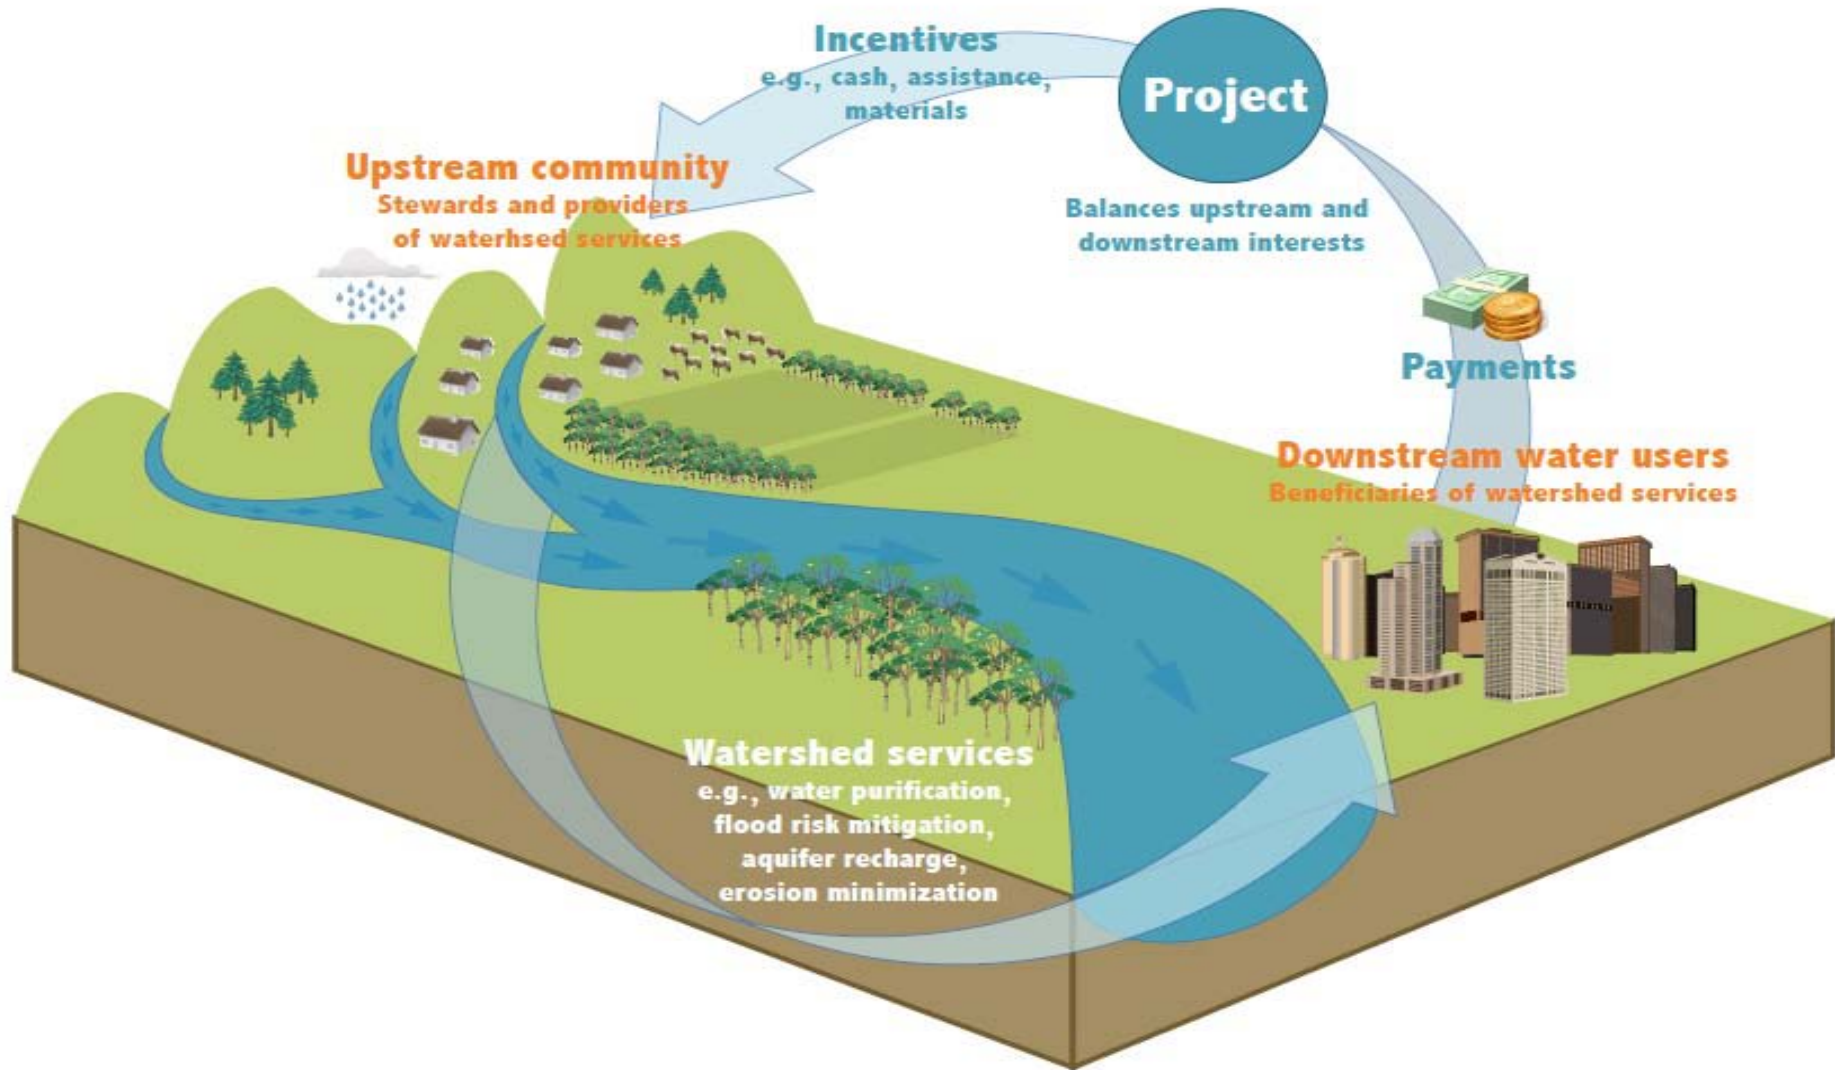 Incentives
e.g., cash, assistance,
materials
Project
Balances upstream and
downstream interests
Upstream community
Stewards and providers
of waterhsed services
Payments
Downstream water users
Beneficiaries of watershed services
Watershed services
e.g., water purification,
flood risk mitigation,
aquifer recharge,
erosion minimization